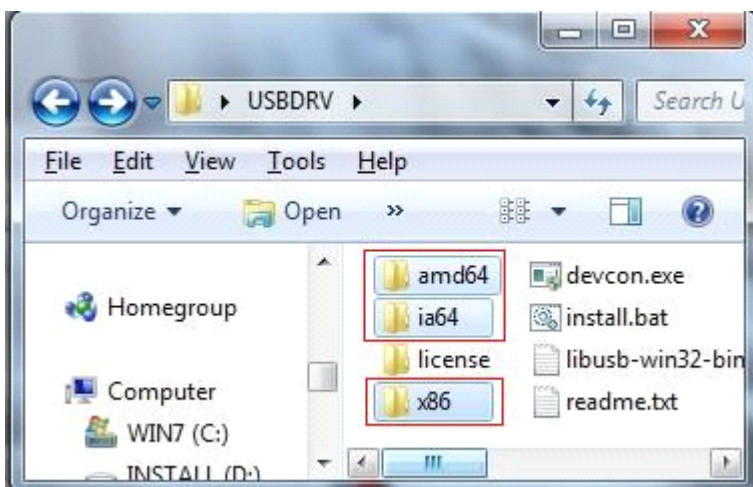 USBDRV
Search U
File Edit View Tools Help
Organize Open »
Homegroup
Computer
WIN7 (C:)
INSTALL (D:)
amd64
ia64
license
x86
devcon.exe
install.bat
libusb-win32-bin
readme.txt